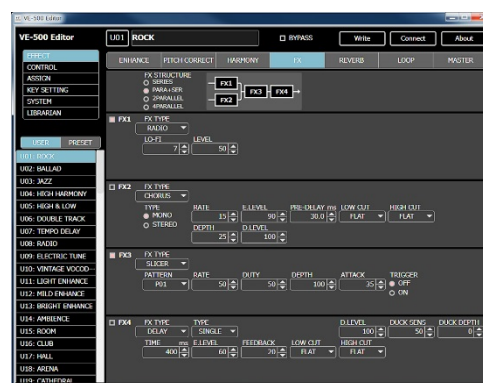 VE-500 Editor
VE-500 Editor
U01 ROCK
BYPASS
Write
Connect
About
EFFECT
CONTROL
ASSIGN
KEY SETTING
SYSTEM
LIBRARIAN
USER PRESET
U01: ROCK
U02: BALLAD
U03: JAZZ
U04: HIGH HARMONY
U05: HIGH & LOW
U06: DOUBLE TRACK
U07: TEMPO DELAY
U08: RADIO
U09: ELECTRIC TUNE
U10: VINTAGE VOCOD···
U11: LIGHT ENHANCE
U12: MILD ENHANCE
U13: BRIGHT ENHANCE
U14: AMBIENCE
U15: ROOM
U16: CLUB
U17: HALL
U18: ARENA
U19: CATHEDRAL
ENHANCE PITCH CORRECT HARMONY FX REVERB LOOP MASTER
FX STRUCTURE
SERIES
PARA+SER
2PARALLEL
4PARALLEL
FX1
FX2
FX3
FX4
FX1 FX TYPE
RADIO
LO-FI LEVEL
7 50
FX2 FX TYPE
CHORUS
TYPE RATE E.LEVEL PRE-DELAY ms LOW CUT HIGH CUT
MONO 15 90 30.0 FLAT FLAT
STEREO DEPTH D.LEVEL
25 100
FX3 FX TYPE
SLICER
PATTERN RATE DUTY DEPTH ATTACK TRIGGER
P01 50 50 100 35 OFF
ON
FX4 FX TYPE TYPE D.LEVEL DUCK SENS DUCK DEPTH
DELAY SINGLE 100 50 0
TIME ms E.LEVEL FEEDBACK LOW CUT HIGH CUT
400 60 20 FLAT FLAT